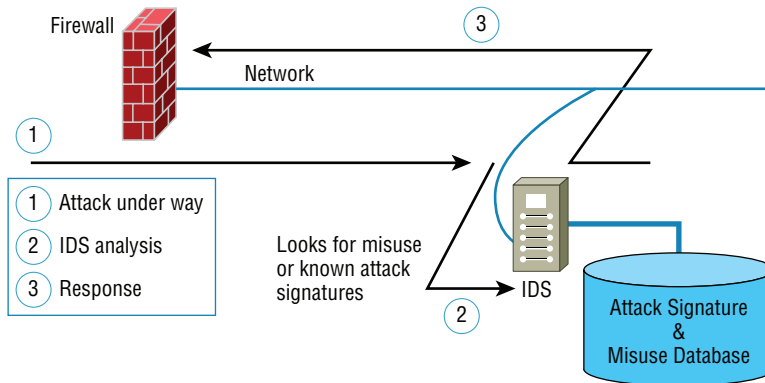 3
Firewall
Network
1
1 Attack under way
2 IDS analysis
3 Response
Looks for misuse
or known attack
signatures
2
IDS
Attack Signature
&
Misuse Database